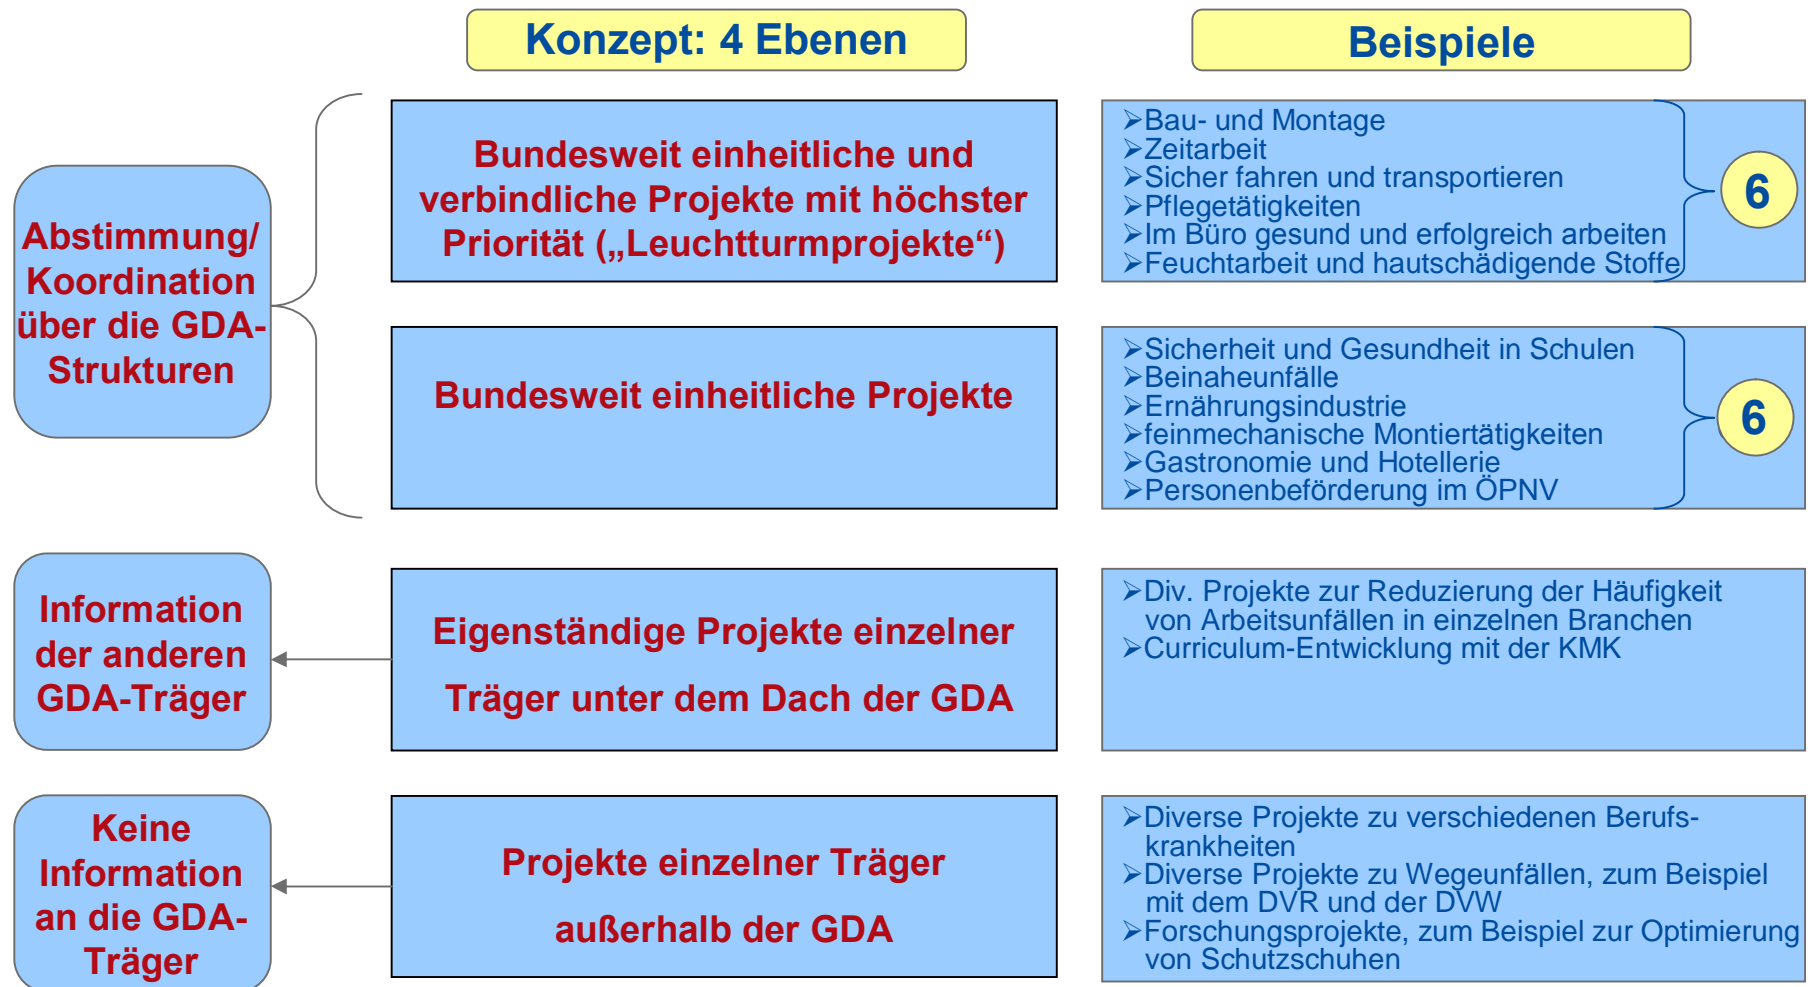 Konzept: 4 Ebenen
Beispiele
Abstimmung/
Koordination
über die GDA-
Strukturen
Bundesweit einheitliche und
verbindliche Projekte mit höchster
Priorität („Leuchtturmprojekte“)
➢Bau- und Montage
➢Zeitarbeit
➢Sicher fahren und transportieren
➢Pflegetätigkeiten
➢Im Büro gesund und erfolgreich arbeiten
➢Feuchtarbeit und hautschädigende Stoffe
6
Bundesweit einheitliche Projekte
➢Sicherheit und Gesundheit in Schulen
➢Beinaheunfälle
➢Ernährungsindustrie
➢feinmechanische Montiertätigkeiten
➢Gastronomie und Hotellerie
➢Personenbeförderung im ÖPNV
6
Information
der anderen
GDA-Träger
Eigenständige Projekte einzelner
Träger unter dem Dach der GDA
➢Div. Projekte zur Reduzierung der Häufigkeit
von Arbeitsunfällen in einzelnen Branchen
➢Curriculum-Entwicklung mit der KMK
Keine
Information
an die GDA-
Träger
Projekte einzelner Träger
außerhalb der GDA
➢Diverse Projekte zu verschiedenen Berufs-
krankheiten
➢Diverse Projekte zu Wegeunfällen, zum Beispiel
mit dem DVR und der DVW
➢Forschungsprojekte, zum Beispiel zur Optimierung
von Schutzschuhen